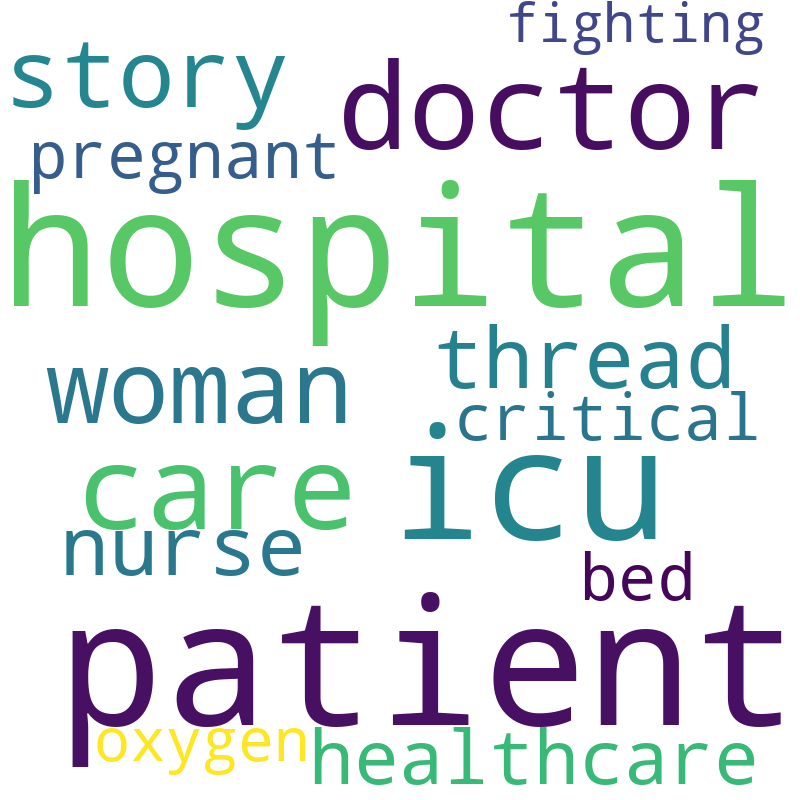 fighting
story
doctor
pregnant
hospital
thread
woman
critical
care
icu
nurse
bed
patient
oxygen
healthcare